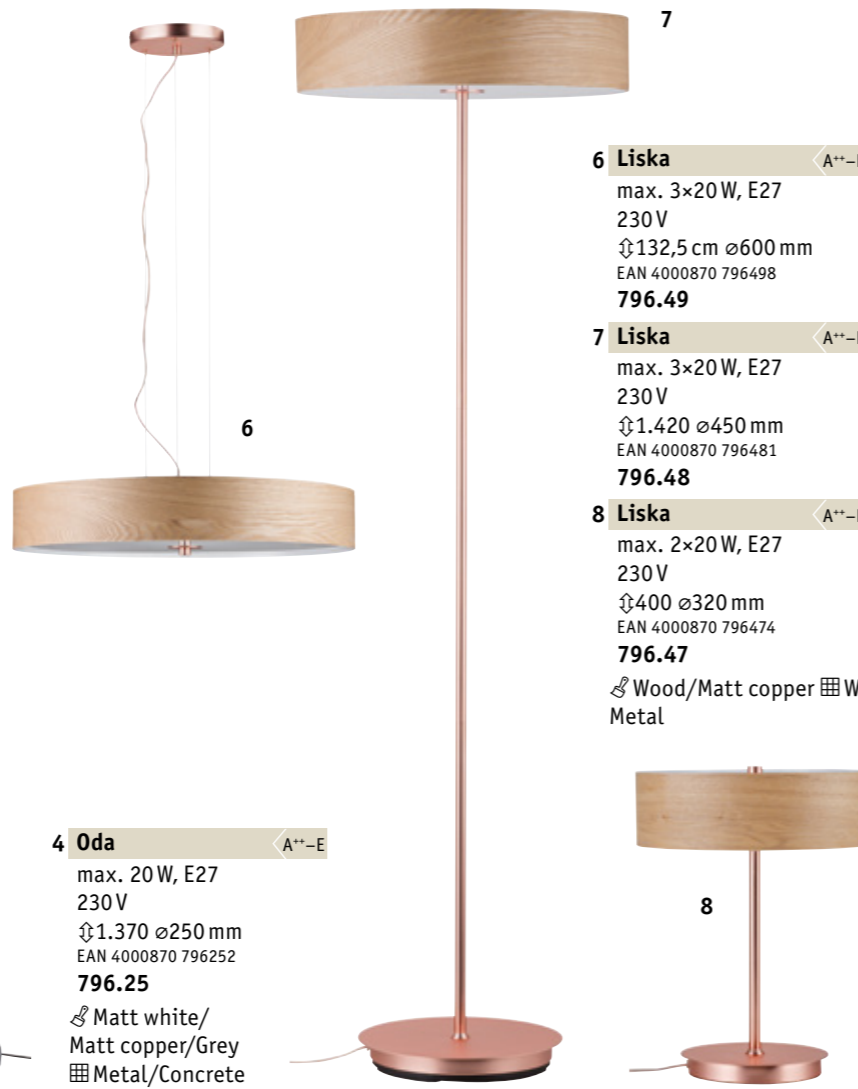 7
6 Liska A++–
max. 3×20 W, E27
230 V
⇕132,5 cm ⌀600 mm
EAN 4000870 796498
796.49
7 Liska A++–
max. 3×20 W, E27
230 V
⇕1.420 ⌀450 mm
EAN 4000870 796481
796.48
8 Liska A++–
max. 2×20 W, E27
230 V
⇕400 ⌀320 mm
EAN 4000870 796474
796.47
Wood/Matt copper
Metal
6
4 Oda A++–E
max. 20 W, E27
230 V
⇕1.370 ⌀250 mm
EAN 4000870 796252
796.25
Matt white/
Matt copper/Grey
Metal/Concrete
8